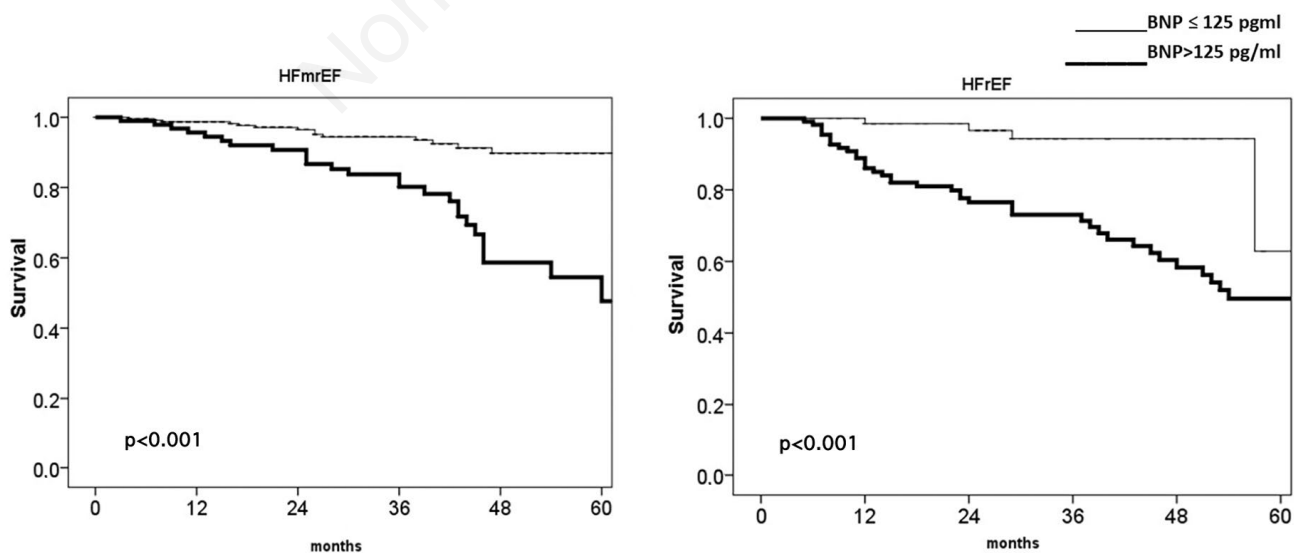 BNP ≤ 125 pgml
BNP>125 pg/ml
HFmrEF
1.0
0.8
0.6
0.4
0.2
0.0
Survival
p<0.001
0 12 24 36 48 60
months
HFrEF
1.0
0.8
0.6
0.4
0.2
0.0
Survival
p<0.001
0 12 24 36 48 60
months